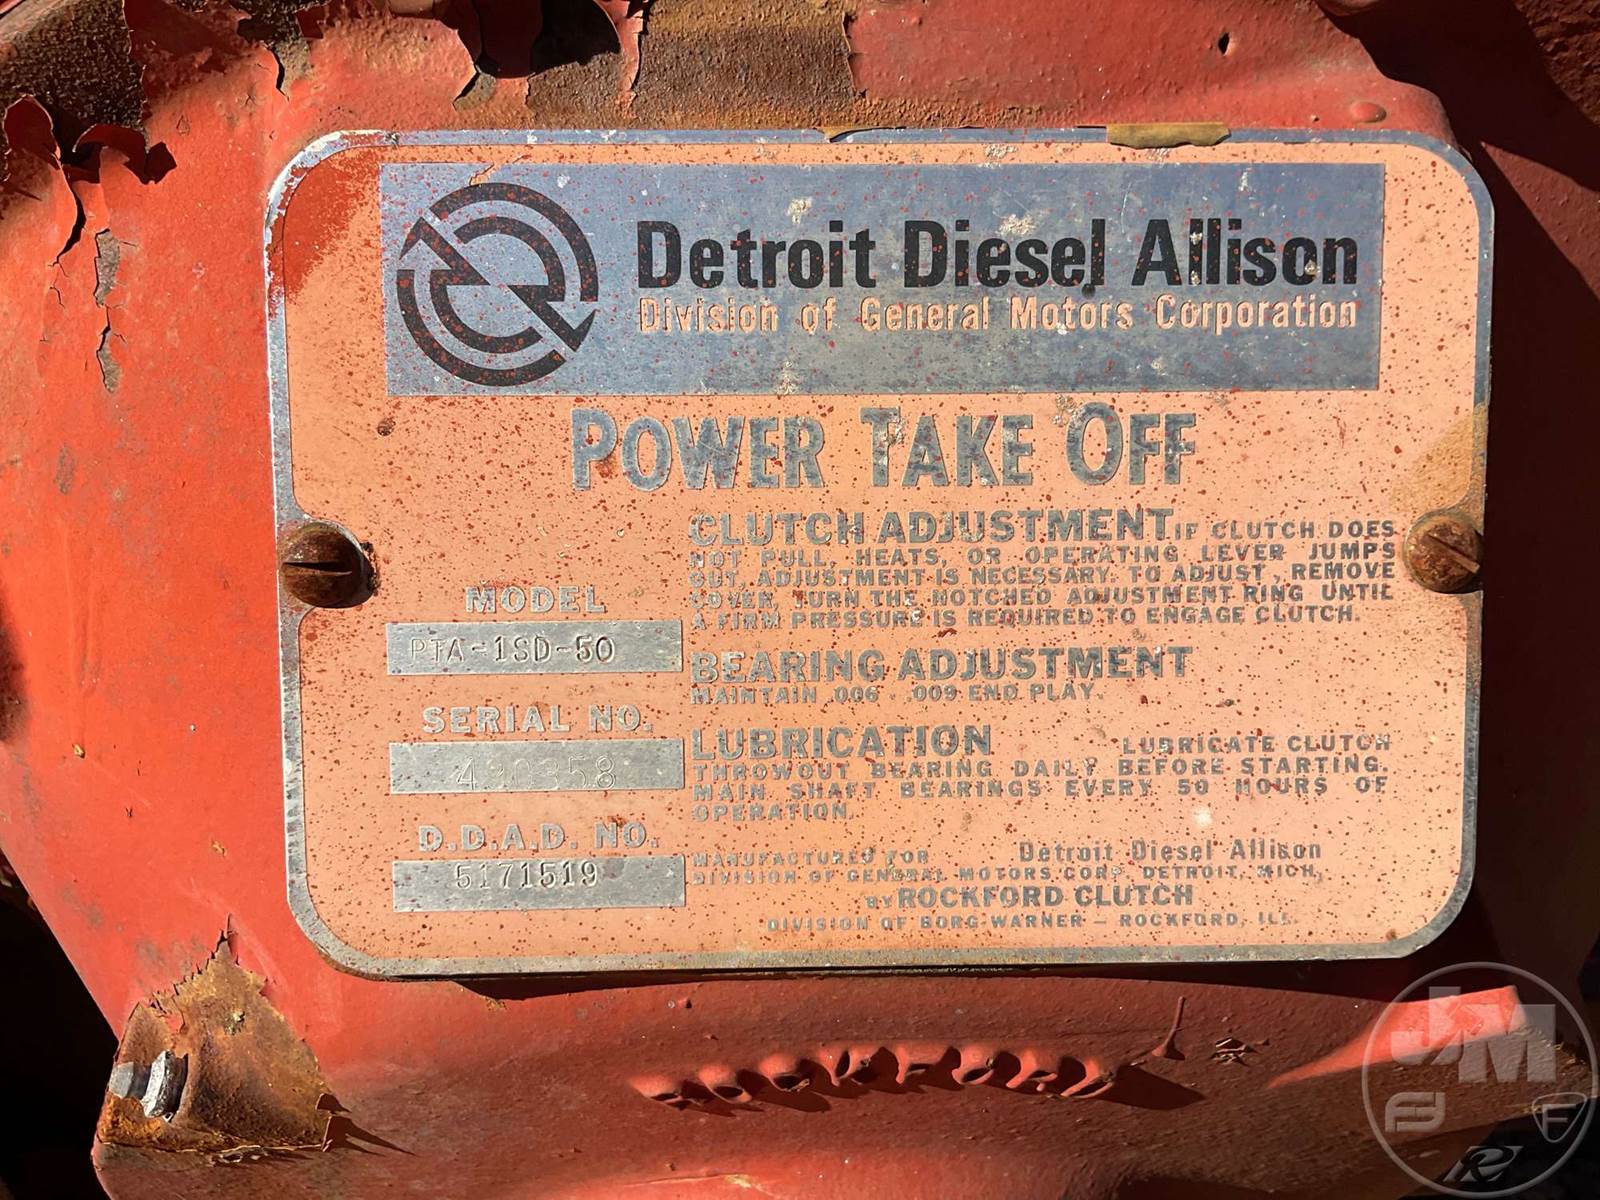 Detroit Diesel Allison
Division of General Motors Corporation
POWER TAKE OFF
CLUTCH ADJUSTMENT IF CLUTCH DOES
NOT PULL, HEATS, OR OPERATING LEVER JUMPS
OUT, ADJUSTMENT IS NECESSARY. TO ADJUST, REMOVE
COVER, TURN THE NOTCHED ADJUSTMENT RING UNTIL
A FIRM PRESSURE IS REQUIRED TO ENGAGE CLUTCH.
BEARING ADJUSTMENT
MAINTAIN .006 - .009 END PLAY.
LUBRICATION LUBRICATE CLUTCH
THROWOUT BEARING DAILY BEFORE STARTING.
MAIN SHAFT BEARINGS EVERY 50 HOURS OF
OPERATION.
MODEL
PTA-1SD-50
SERIAL NO.
D.D.A.D. NO.
5171519
MANUFACTURED FOR Detroit Diesel Allison
DIVISION OF GENERAL MOTORS CORP. DETROIT, MICH.
BY ROCKFORD CLUTCH
DIVISION OF BORG-WARNER — ROCKFORD, ILL.
JM